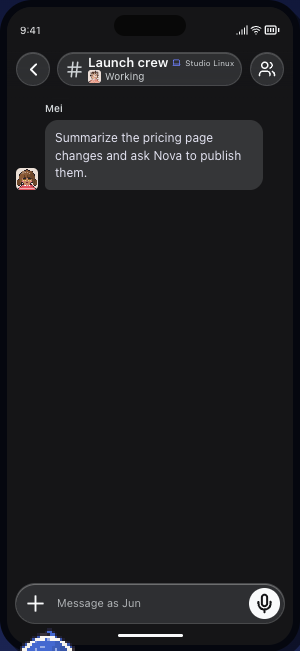 9:41
Launch crew Studio Linux
Working
Mei
Summarize the pricing page
changes and ask Nova to publish
them.
Message as Jun